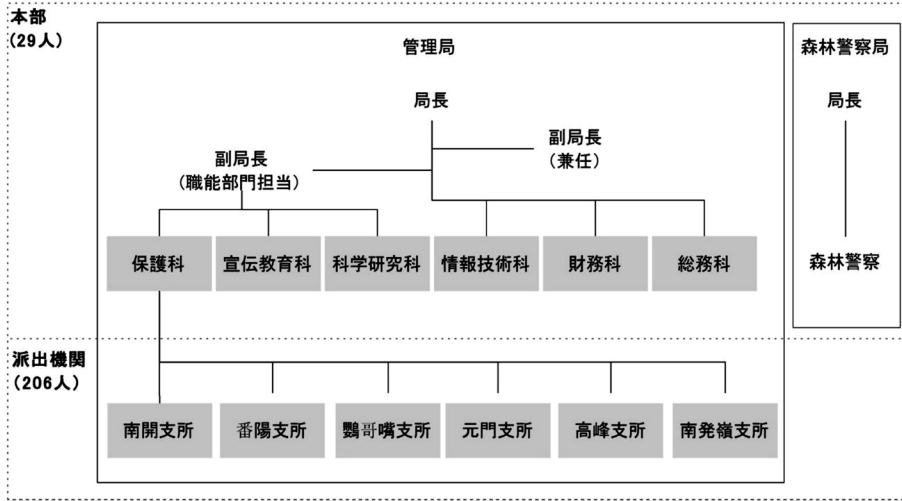 本部
(29人)
管理局
森林警察局
局長
局長
副局長
(兼任)
副局長
(職能部門担当)
保護科
宣伝教育科
科学研究科
情報技術科
財務科
総務科
森林警察
派出機関
(206人)
南開支所
番陽支所
鸚哥嘴支所
元門支所
高峰支所
南発嶺支所